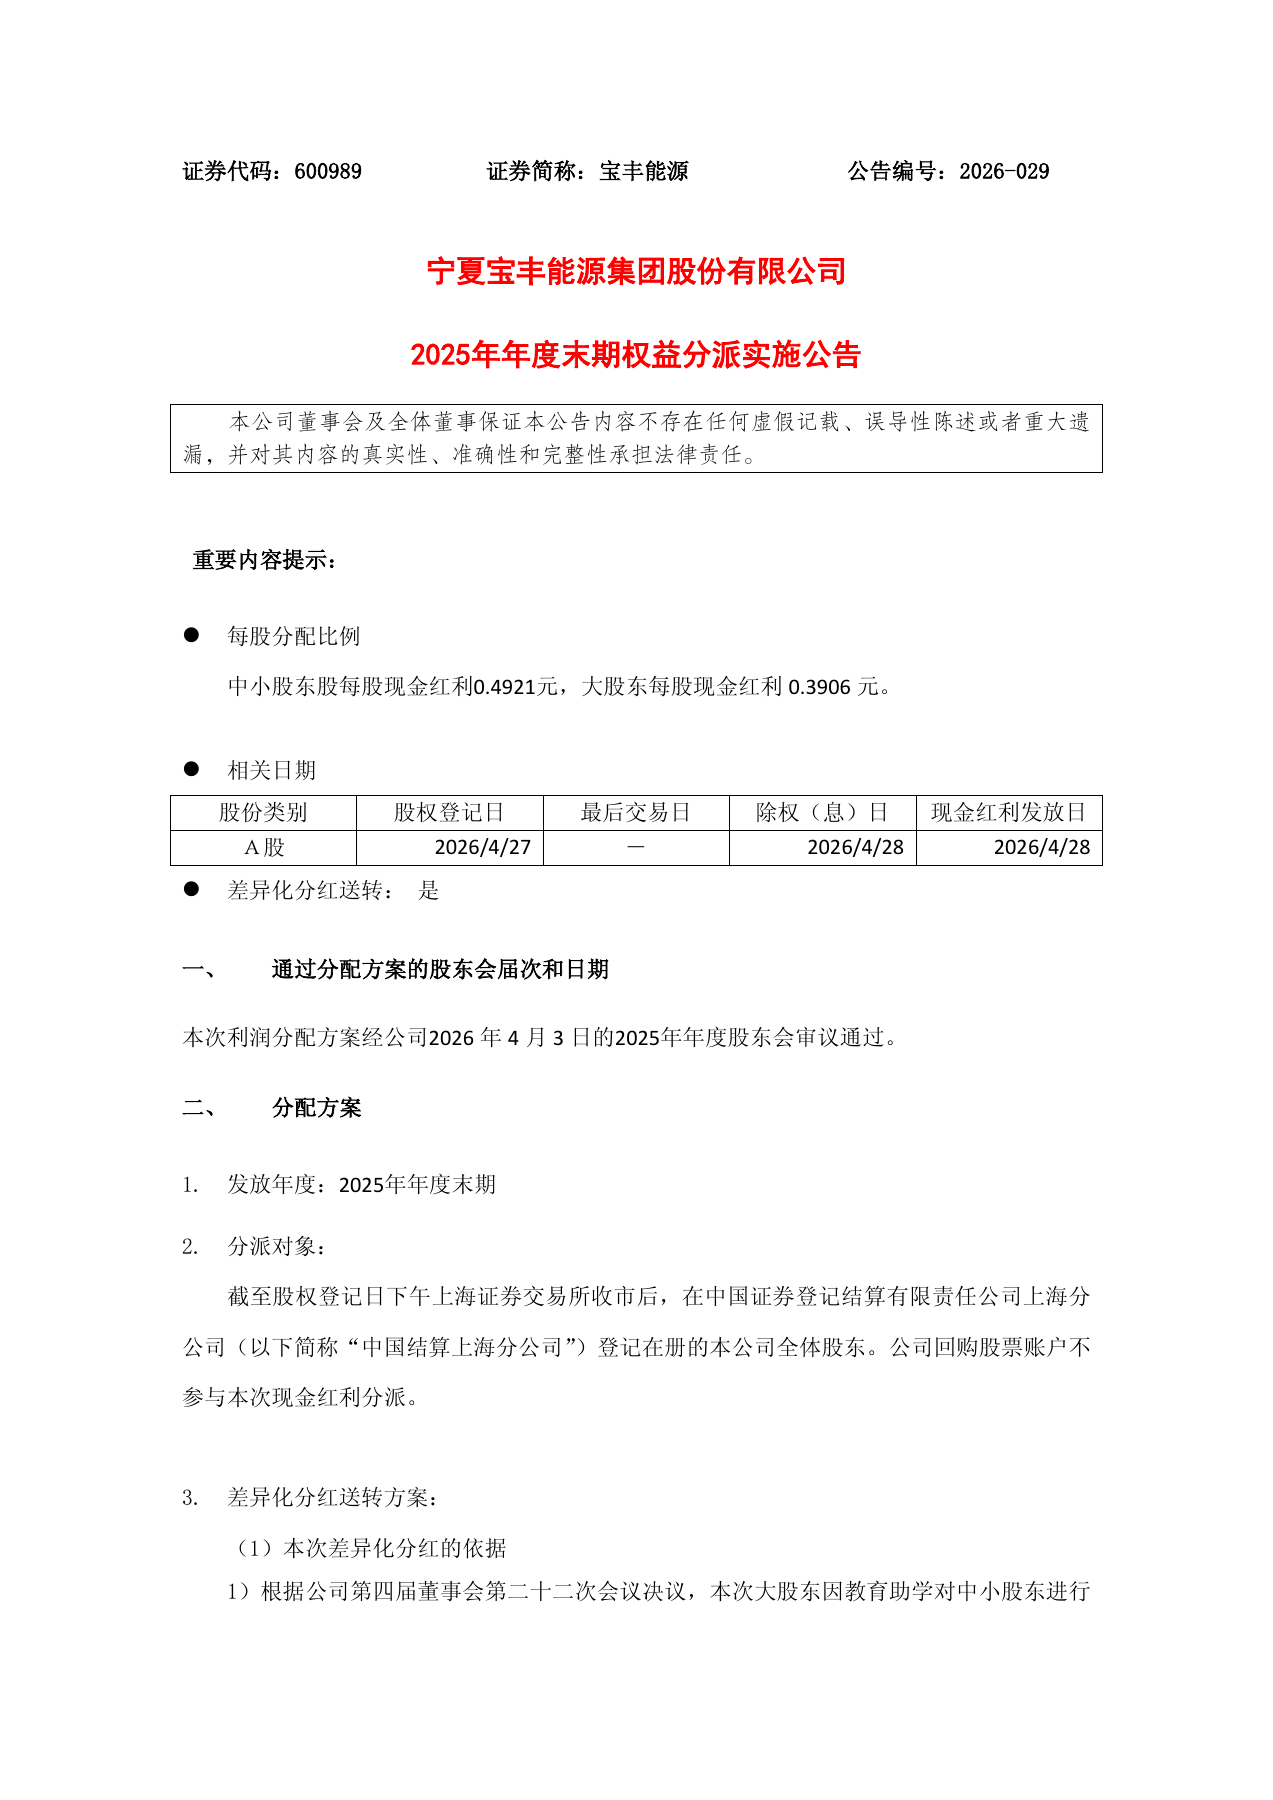 证券代码：600989 证券简称：宝丰能源 公告编号：2026-029
宁夏宝丰能源集团股份有限公司
2025年年度末期权益分派实施公告
本公司董事会及全体董事保证本公告内容不存在任何虚假记载、误导性陈述或者重大遗
漏，并对其内容的真实性、准确性和完整性承担法律责任。
重要内容提示：
● 每股分配比例
中小股东股每股现金红利0.4921元，大股东每股现金红利 0.3906 元。
● 相关日期
股份类别 股权登记日 最后交易日 除权（息）日 现金红利发放日
Ａ股 2026/4/27 － 2026/4/28 2026/4/28
● 差异化分红送转： 是
一、 通过分配方案的股东会届次和日期
本次利润分配方案经公司2026 年 4 月 3 日的2025年年度股东会审议通过。
二、 分配方案
1. 发放年度：2025年年度末期
2. 分派对象：
截至股权登记日下午上海证券交易所收市后，在中国证券登记结算有限责任公司上海分
公司（以下简称“中国结算上海分公司”）登记在册的本公司全体股东。公司回购股票账户不
参与本次现金红利分派。
3. 差异化分红送转方案：
（1）本次差异化分红的依据
1）根据公司第四届董事会第二十二次会议决议，本次大股东因教育助学对中小股东进行